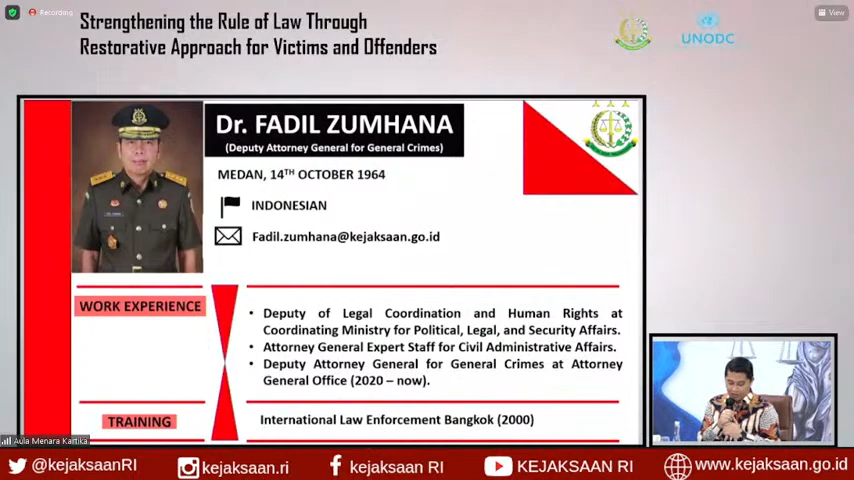 Recording
View
Strengthening the Rule of Law Through
Restorative Approach for Victims and Offenders
UNODC
Dr. FADIL ZUMHANA
(Deputy Attorney General for General Crimes)
MEDAN, 14TH OCTOBER 1964
INDONESIAN
Fadil.zumhana@kejaksaan.go.id
WORK EXPERIENCE
• Deputy of Legal Coordination and Human Rights at
Coordinating Ministry for Political, Legal, and Security Affairs.
• Attorney General Expert Staff for Civil Administrative Affairs.
• Deputy Attorney General for General Crimes at Attorney
General Office (2020 – now).
TRAINING
International Law Enforcement Bangkok (2000)
Aula Menara Kartika
@kejaksaanRI
kejaksaan.ri
kejaksaan RI
KEJAKSAAN RI
www.kejaksaan.go.id